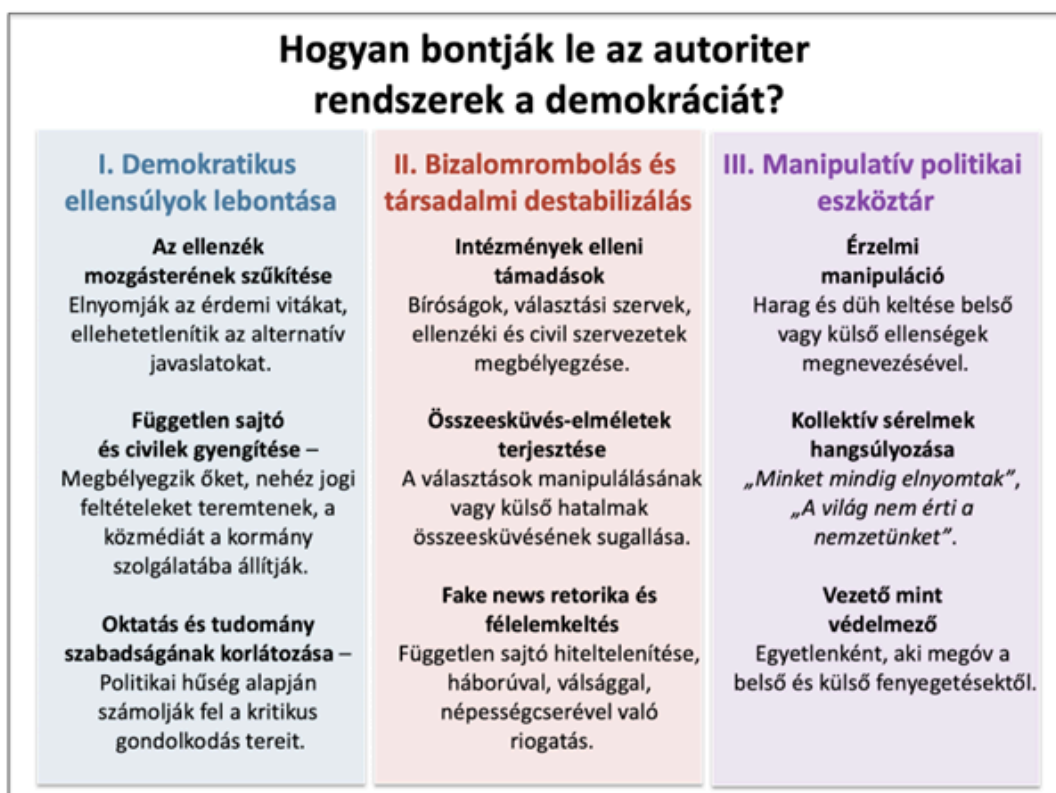 Hogyan bontják le az autoriter
rendszerek a demokráciát?
I. Demokratikus
ellensúlyok lebontása
Az ellenzék
mozgásterének szűkítése
Elnyomják az érdemi vitákat,
ellehetetlenítik az alternatív
javaslatokat.
Független sajtó
és civilek gyengítése –
Megbélyegzik őket, nehéz jogi
feltételeket teremtenek, a
közmédiát a kormány
szolgálatába állítják.
Oktatás és tudomány
szabadságának korlátozása –
Politikai hűség alapján
számolják fel a kritikus
gondolkodás tereit.
II. Bizalomrombolás és
társadalmi destabilizálás
Intézmények elleni
támadások
Bíróságok, választási szervek,
ellenzéki és civil szervezetek
megbélyegzése.
Összeesküvés-elméletek
terjesztése
A választások manipulálásának
vagy külső hatalmak
összeesküvésének sugallása.
Fake news retorika és
félelemkeltés
Független sajtó hiteltelenítése,
háborúval, válsággal,
népességcserével való
riogatás.
III. Manipulatív politikai
eszköztár
Érzelmi
manipuláció
Harag és düh keltése belső
vagy külső ellenségek
megnevezésével.
Kollektív sérelmek
hangsúlyozása
„Minket mindig elnyomtak”,
„A világ nem érti a
nemzetünket”.
Vezető mint
védelmező
Egyetlenként, aki megóv a
belső és külső fenyegetésektől.